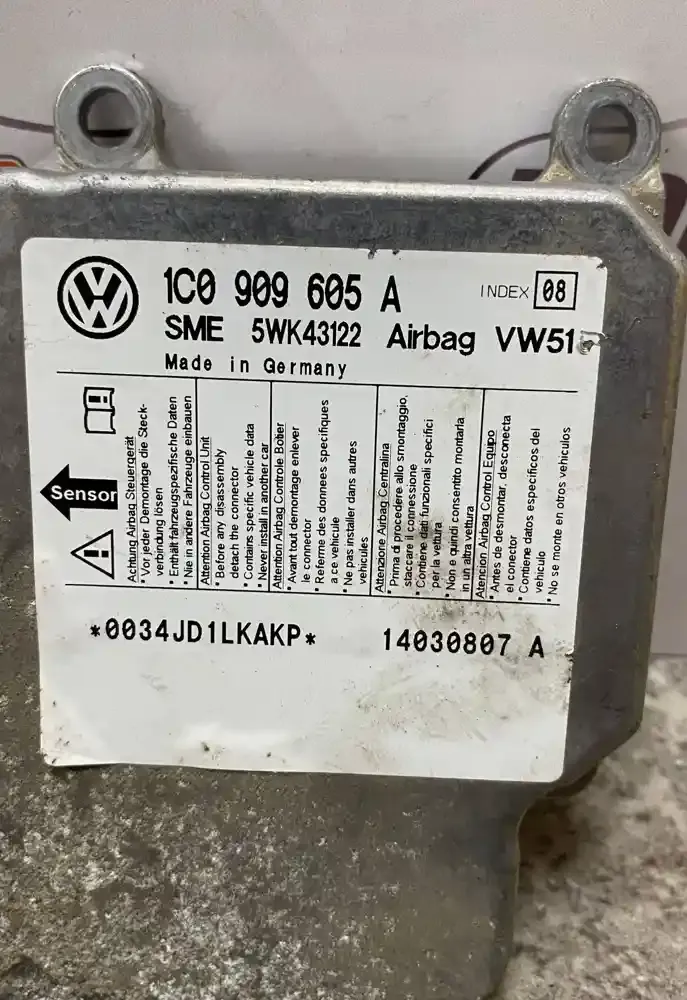 1C0 909 605 A
INDEX 08
SME 5WK43122 Airbag VW51
Made in Germany
Sensor
Achtung Airbag Steuergerät
* Vor jeder Demontage die Steck-
verbindung lösen
* Enthält fahrzeugspezifische Daten
* Nie in andere Fahrzeuge einbauen
Attention Airbag Control Unit
* Before any disassembly
detach the connector
* Contains specific vehicle data
* Never install in another car
Attention Airbag Controle Boîtier
* Avant tout demontage enlever
le connector
* Referme des donnees specifiques
a ce vehicule
* Ne pas installer dans autres
vehicules
Attenzione Airbag Centralina
* Prima di procedere allo smontaggio,
staccare il connessione
* Contiene dati funzionali specifici
per la vettura
* Non e quindi consentito montarla
in un altra vettura
Atencion Airbag Control Equipo
* Antes de desmontar, desconecta
el conector
* Contiene datos especificos del
vehiculo
* No se monte en otros vehiculos
*0034JD1LKAKP*
14030807 A